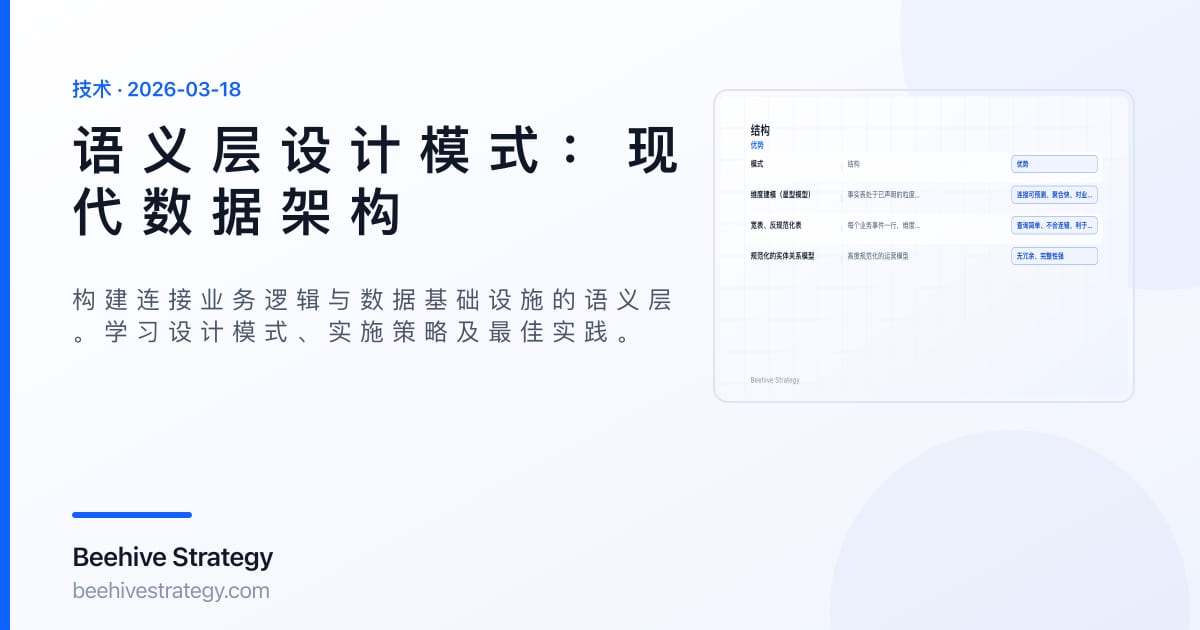 技术 · 2026-03-18
语义层设计模式： 现
代数据架构
构建连接业务逻辑与数据基础设施的语义层
。学习设计模式、实施策略及最佳实践。
Beehive Strategy
beehivestrategy.com
结构
优势
模式 结构 优势
维度建模（星型模型） 事实表处于已声明的粒度… 连接可预测、聚合快、对业…
宽表、反规范化表 每个业务事件一行，维度… 查询简单、不会连错、利于…
规范化的实体关系模型 高度规范化的运营模型 无冗余、完整性强
Beehive Strategy